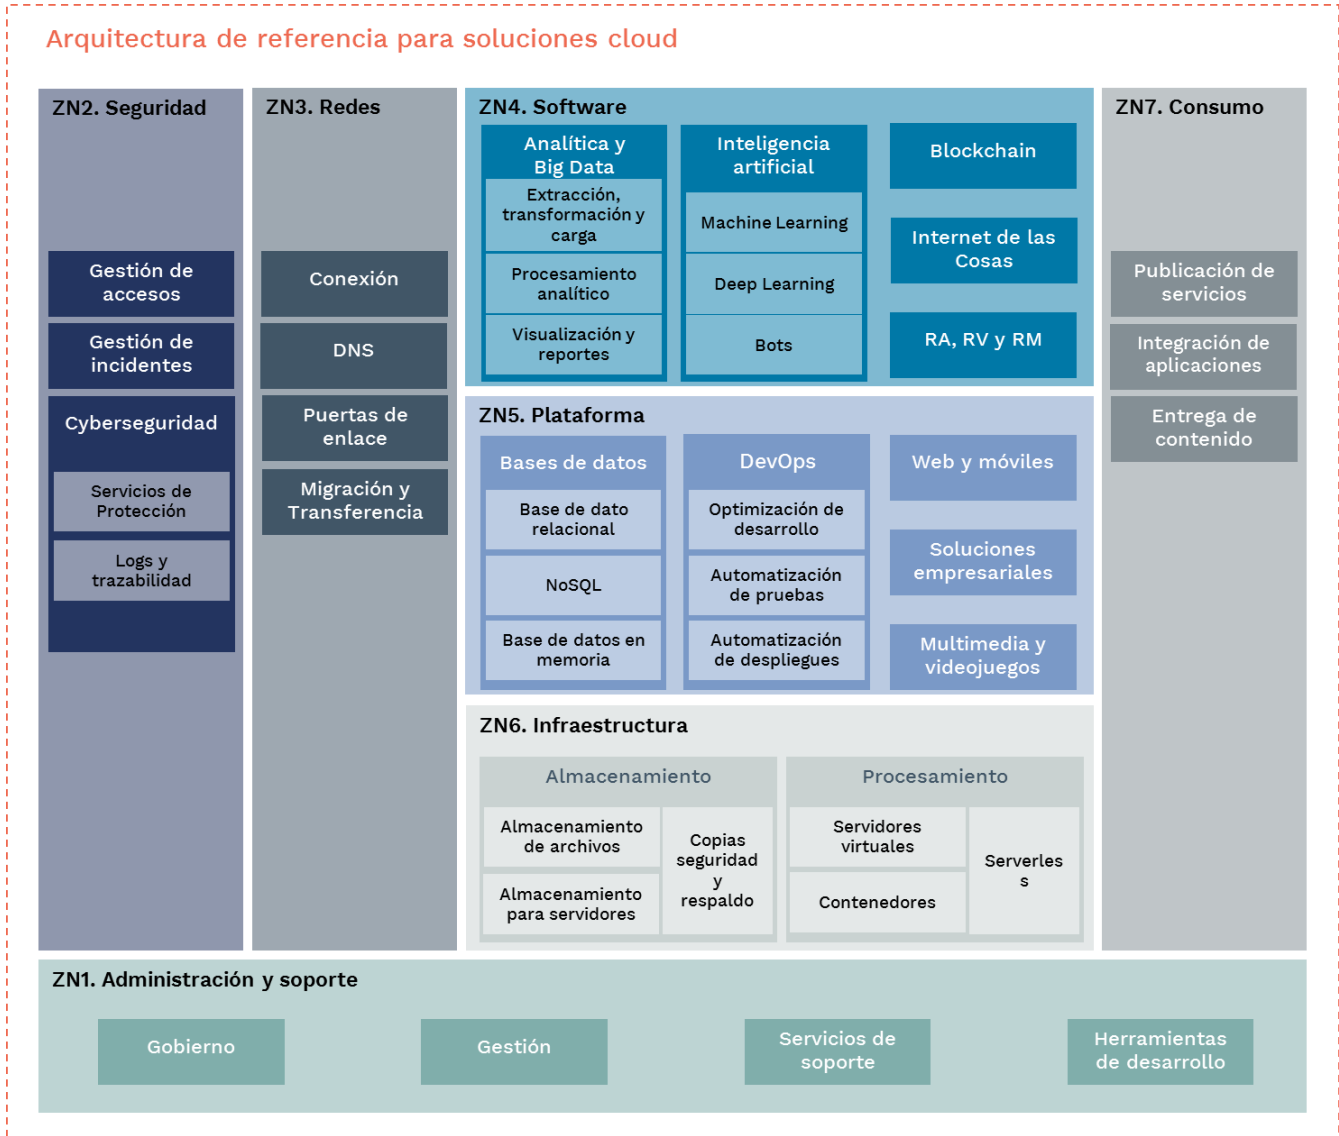 Arquitectura de referencia para soluciones cloud
ZN2. Seguridad
Gestión de
accesos
Gestión de
incidentes
Cyberseguridad
Servicios de
Protección
Logs y
trazabilidad
ZN3. Redes
Conexión
DNS
Puertas de
enlace
Migración y
Transferencia
ZN4. Software
Analítica y
Big Data
Extracción,
transformación y
carga
Procesamiento
analítico
Visualización y
reportes
Inteligencia
artificial
Machine Learning
Deep Learning
Bots
Blockchain
Internet de las
Cosas
RA, RV y RM
ZN5. Plataforma
Bases de datos
Base de dato
relacional
NoSQL
Base de datos en
memoria
DevOps
Optimización de
desarrollo
Automatización
de pruebas
Automatización
de despliegues
Web y móviles
Soluciones
empresariales
Multimedia y
videojuegos
ZN6. Infraestructura
Almacenamiento
Almacenamiento
de archivos
Almacenamiento
para servidores
Copias
seguridad
y
respaldo
Procesamiento
Servidores
virtuales
Contenedores
Serverles
s
ZN7. Consumo
Publicación de
servicios
Integración de
aplicaciones
Entrega de
contenido
ZN1. Administración y soporte
Gobierno
Gestión
Servicios de
soporte
Herramientas
de desarrollo